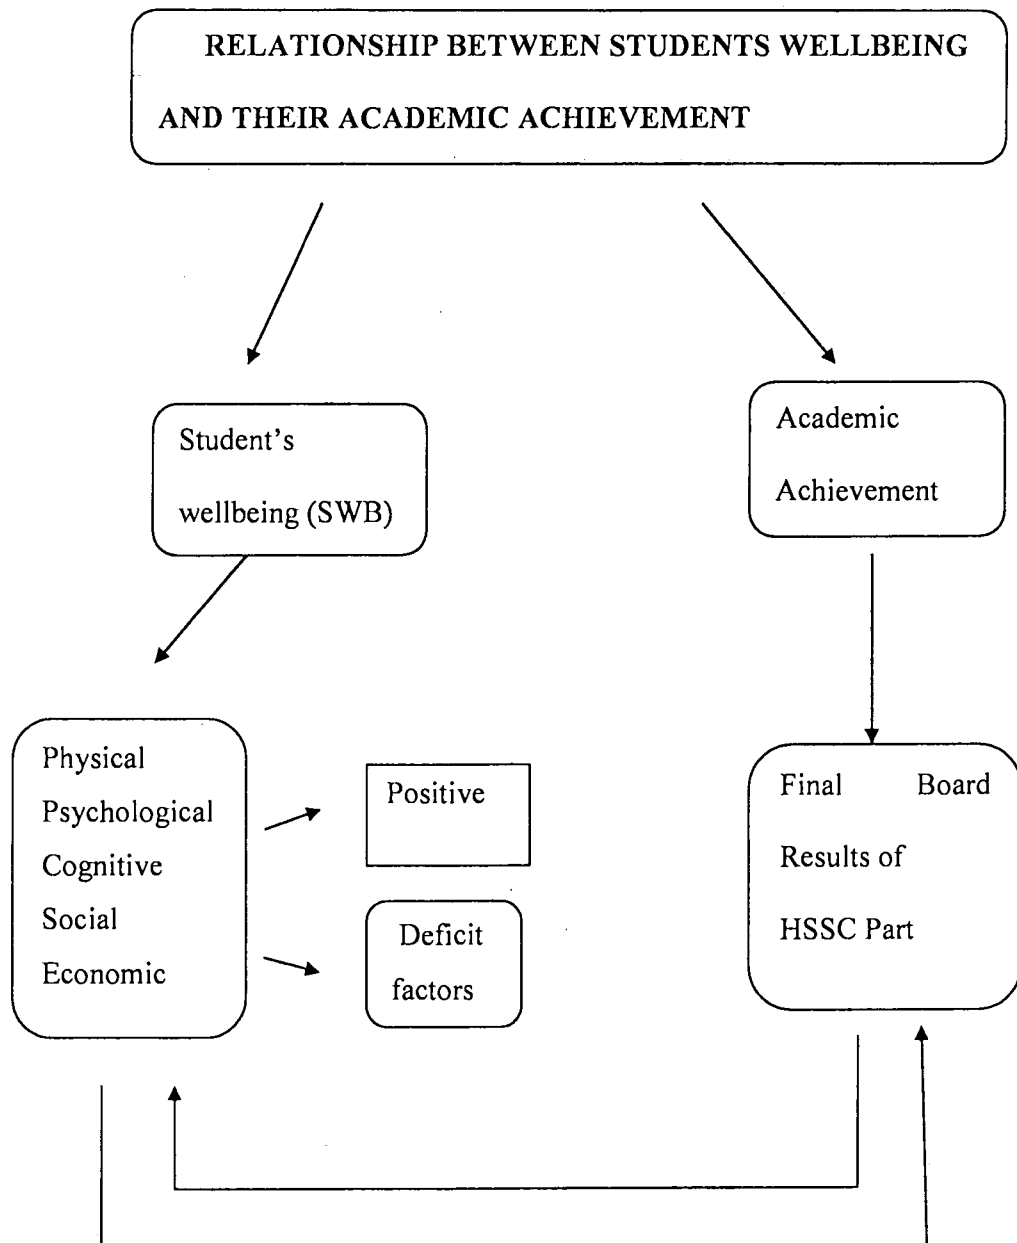 RELATIONSHIP BETWEEN STUDENTS WELLBEING
AND THEIR ACADEMIC ACHIEVEMENT
Student's
wellbeing (SWB)
Academic
Achievement
Physical
Psychological
Cognitive
Social
Economic
Positive
Deficit
factors
Final Board
Results of
HSSC Part